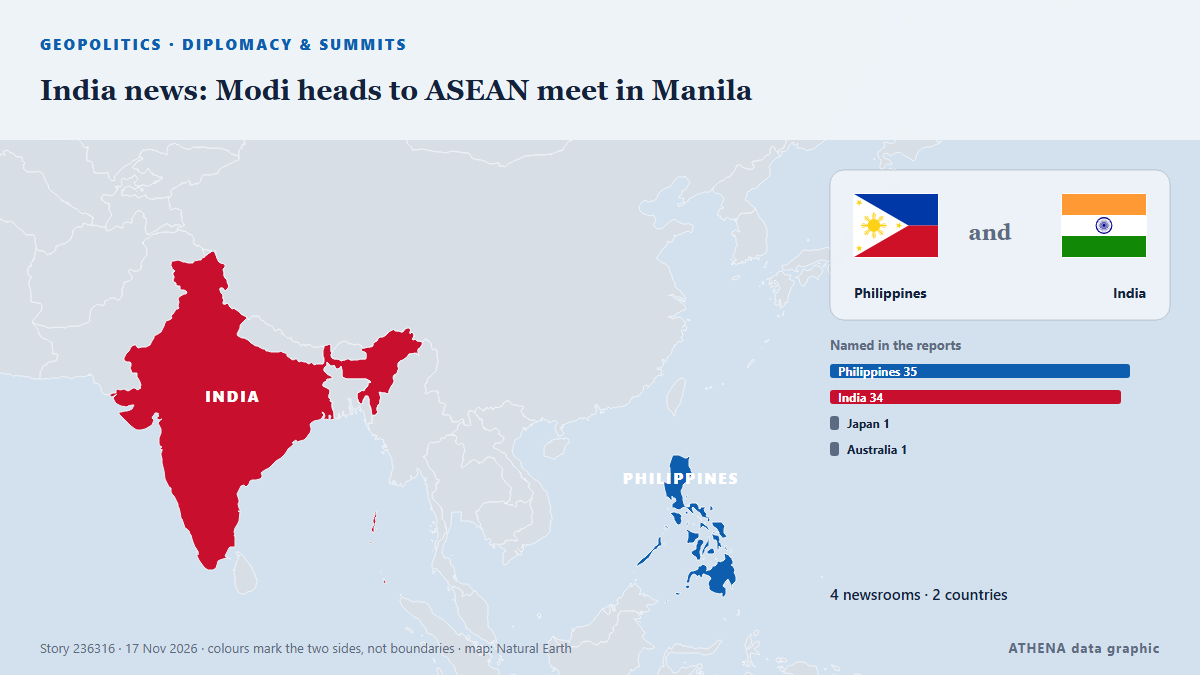 GEOPOLITICS · DIPLOMACY & SUMMITS
India news: Modi heads to ASEAN meet in Manila
and
Philippines
India
Named in the reports
Philippines 35
India 34
Japan 1
Australia 1
INDIA
PHILIPPINES
4 newsrooms · 2 countries
Story 236316 · 17 Nov 2026 · colours mark the two sides, not boundaries · map: Natural Earth
ATHENA data graphic